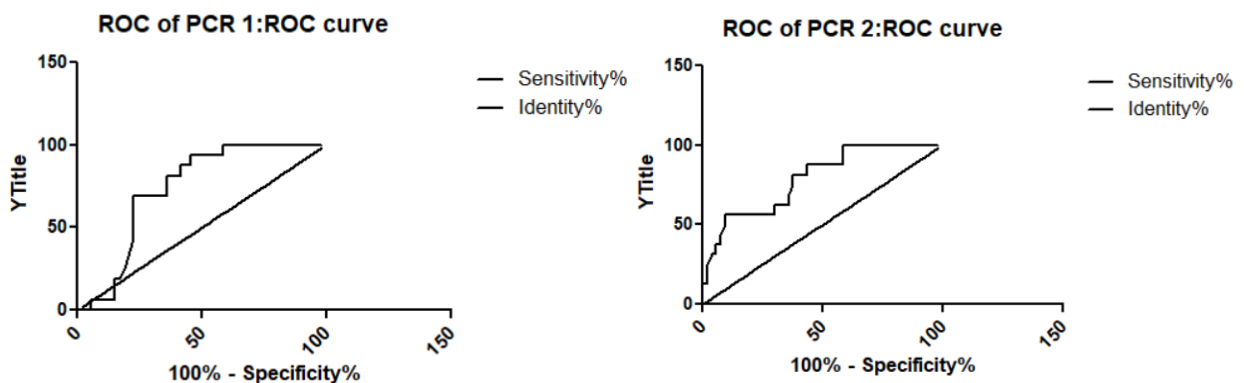 ROC of PCR 1:ROC curve
150
100
50
0
YTitle
0
50
100
150
100% - Specificity%
Sensitivity%
Identity%
ROC of PCR 2:ROC curve
150
100
50
0
YTitle
0
50
100
150
100% - Specificity%
Sensitivity%
Identity%